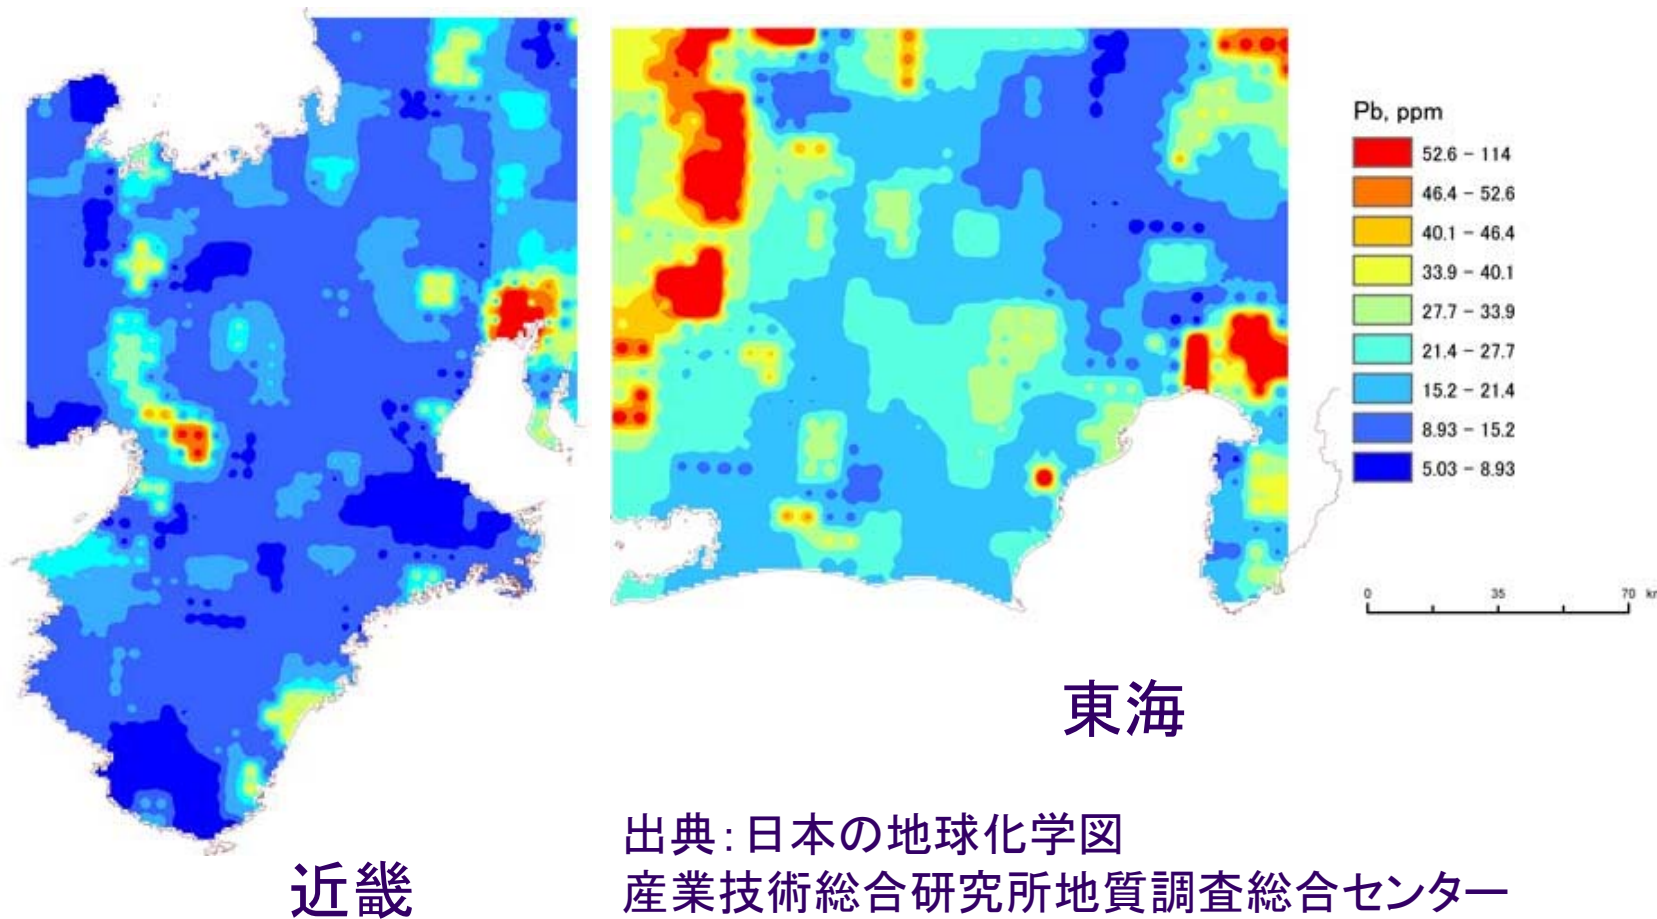 Pb, ppm
52.6 - 114
46.4 - 52.6
40.1 - 46.4
33.9 - 40.1
27.7 - 33.9
21.4 - 27.7
15.2 - 21.4
8.93 - 15.2
5.03 - 8.93
0 35 70 km
東海
近畿
出典:日本の地球化学図
産業技術総合研究所地質調査総合センター